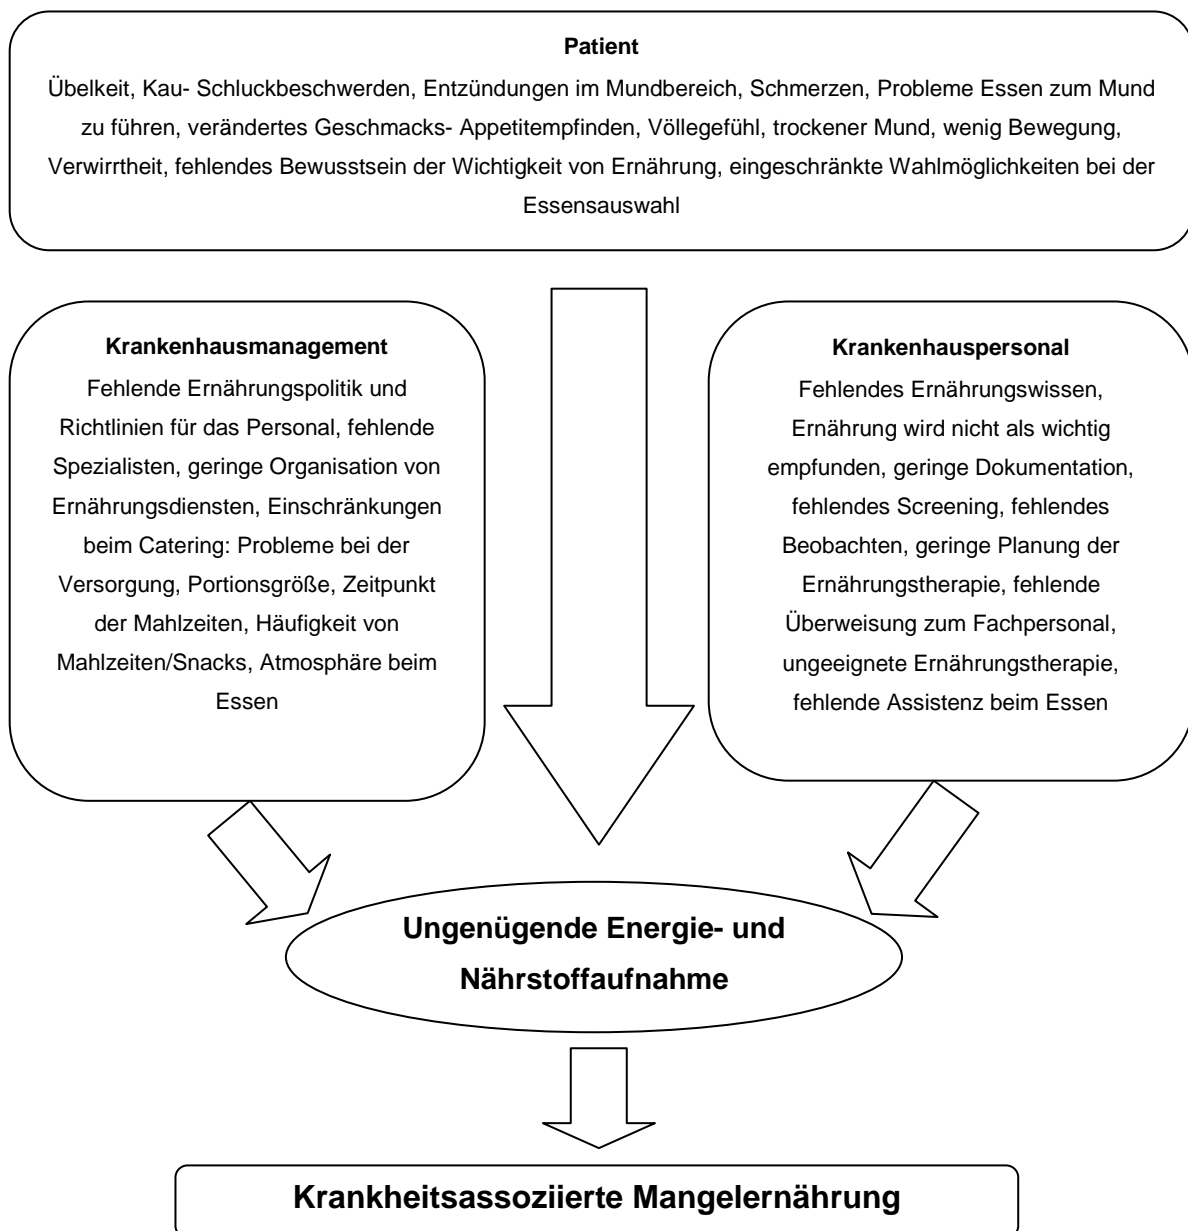 Patient
Übelkeit, Kau- Schluckbeschwerden, Entzündungen im Mundbereich, Schmerzen, Probleme Essen zum Mund
zu führen, verändertes Geschmacks- Appetitempfinden, Völlegefühl, trockener Mund, wenig Bewegung,
Verwirrtheit, fehlendes Bewusstsein der Wichtigkeit von Ernährung, eingeschränkte Wahlmöglichkeiten bei der
Essensauswahl
Krankenhausmanagement
Fehlende Ernährungspolitik und
Richtlinien für das Personal, fehlende
Spezialisten, geringe Organisation von
Ernährungsdiensten, Einschränkungen
beim Catering: Probleme bei der
Versorgung, Portionsgröße, Zeitpunkt
der Mahlzeiten, Häufigkeit von
Mahlzeiten/Snacks, Atmosphäre beim
Essen
Krankenhauspersonal
Fehlendes Ernährungswissen,
Ernährung wird nicht als wichtig
empfunden, geringe Dokumentation,
fehlendes Screening, fehlendes
Beobachten, geringe Planung der
Ernährungstherapie, fehlende
Überweisung zum Fachpersonal,
ungeeignete Ernährungstherapie,
fehlende Assistenz beim Essen
Ungenügende Energie- und
Nährstoffaufnahme
Krankheitsassoziierte Mangelernährung